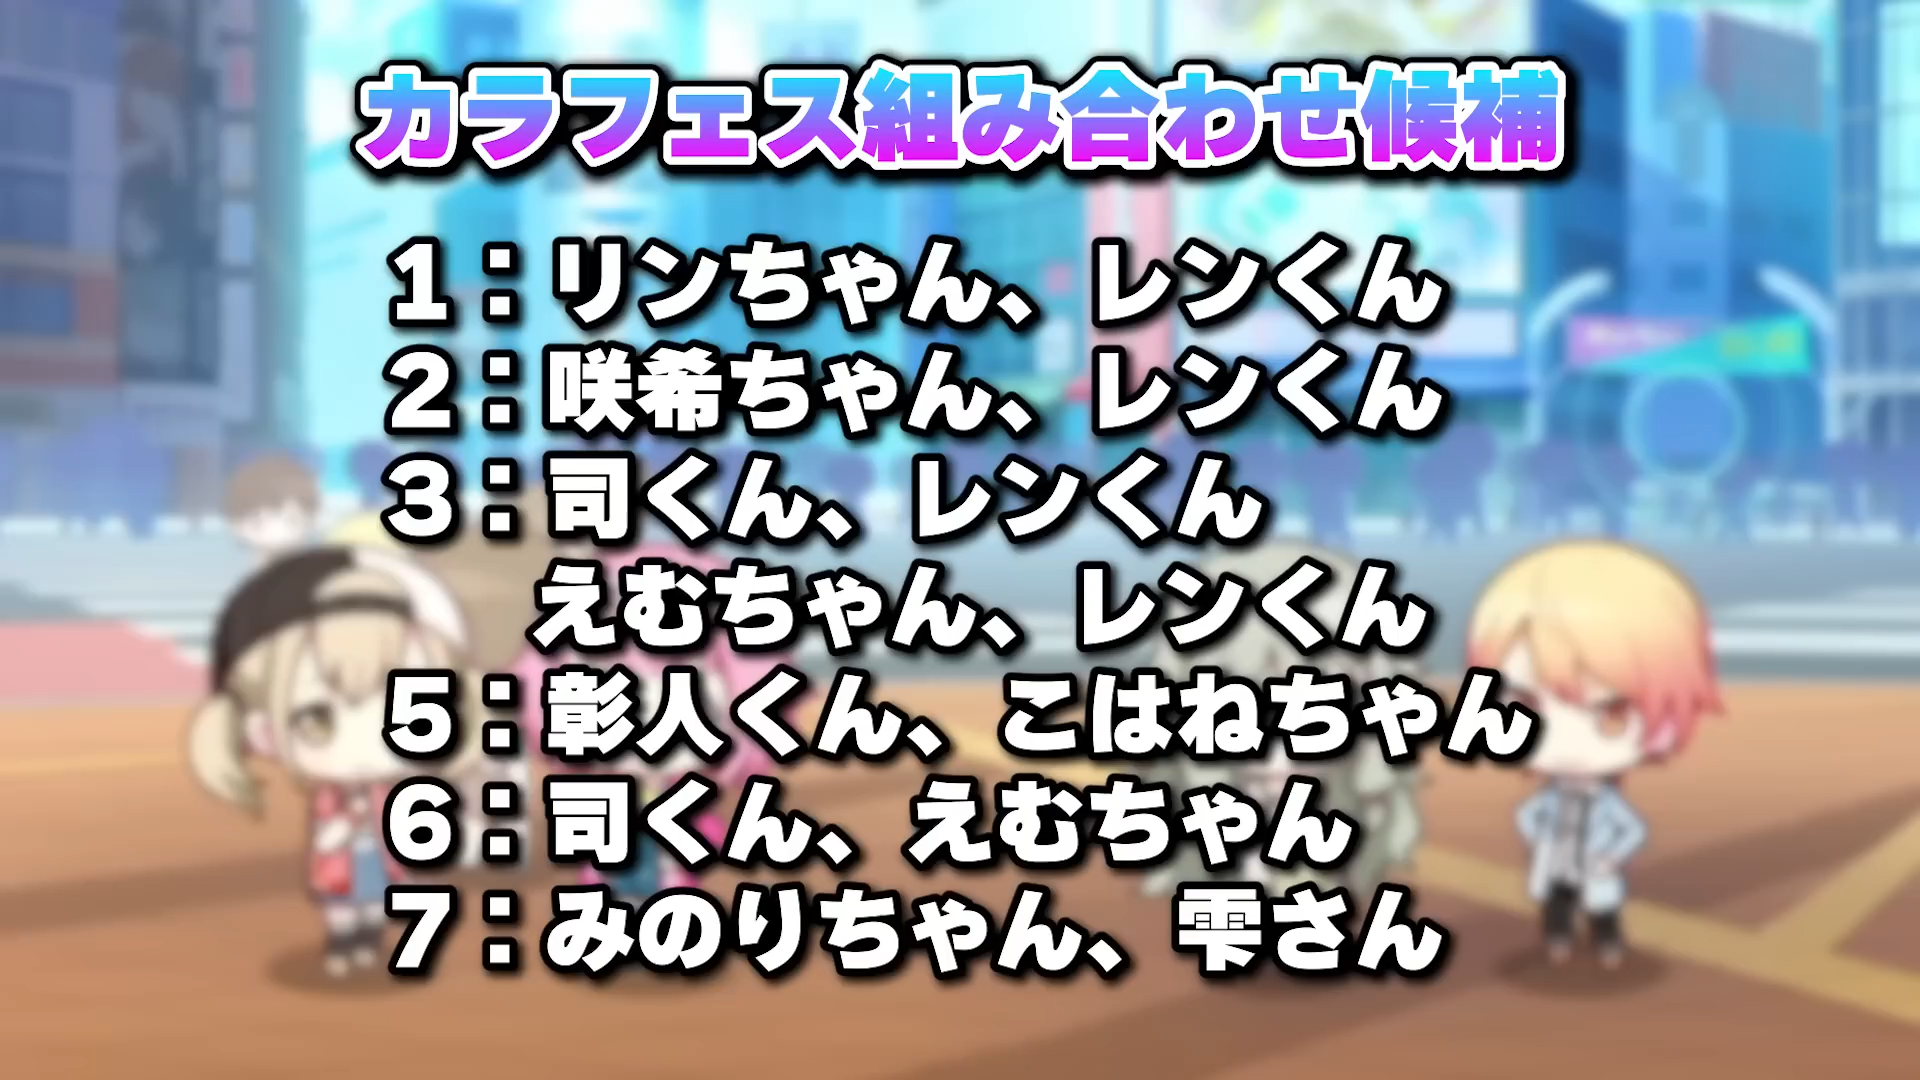 カラフェス組み合わせ候補
1：リンちゃん、レンくん
2：咲希ちゃん、レンくん
3：司くん、レンくん
えむちゃん、レンくん
5：彰人くん、こはねちゃん
6：司くん、えむちゃん
7：みのりちゃん、雫さん